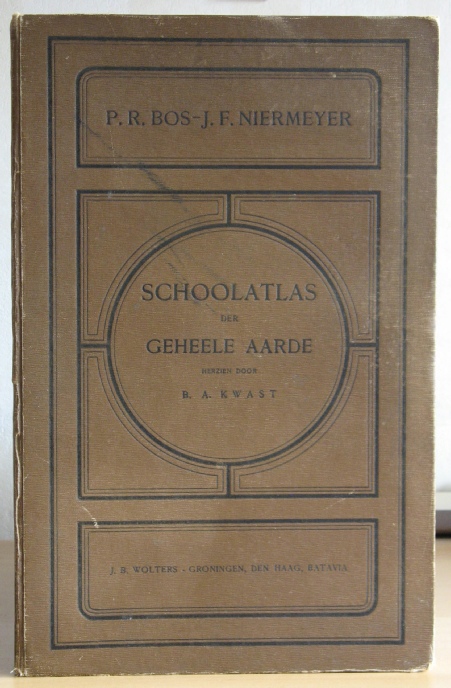 P. R. BOS-J. F. NIERMEYER
SCHOOLATLAS
DER
GEHEELE AARDE
HERZIEN DOOR
B. A. KWAST
J. B. WOLTERS - GRONINGEN, DEN HAAG, BATAVIA